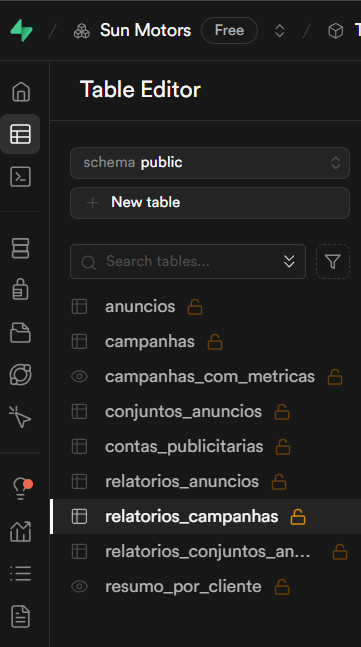 Sun Motors Free
Table Editor
schema public
New table
Search tables...
anuncios
campanhas
campanhas_com_metricas
conjuntos_anuncios
contas_publicitarias
relatorios_anuncios
relatorios_campanhas
relatorios_conjuntos_an...
resumo_por_cliente